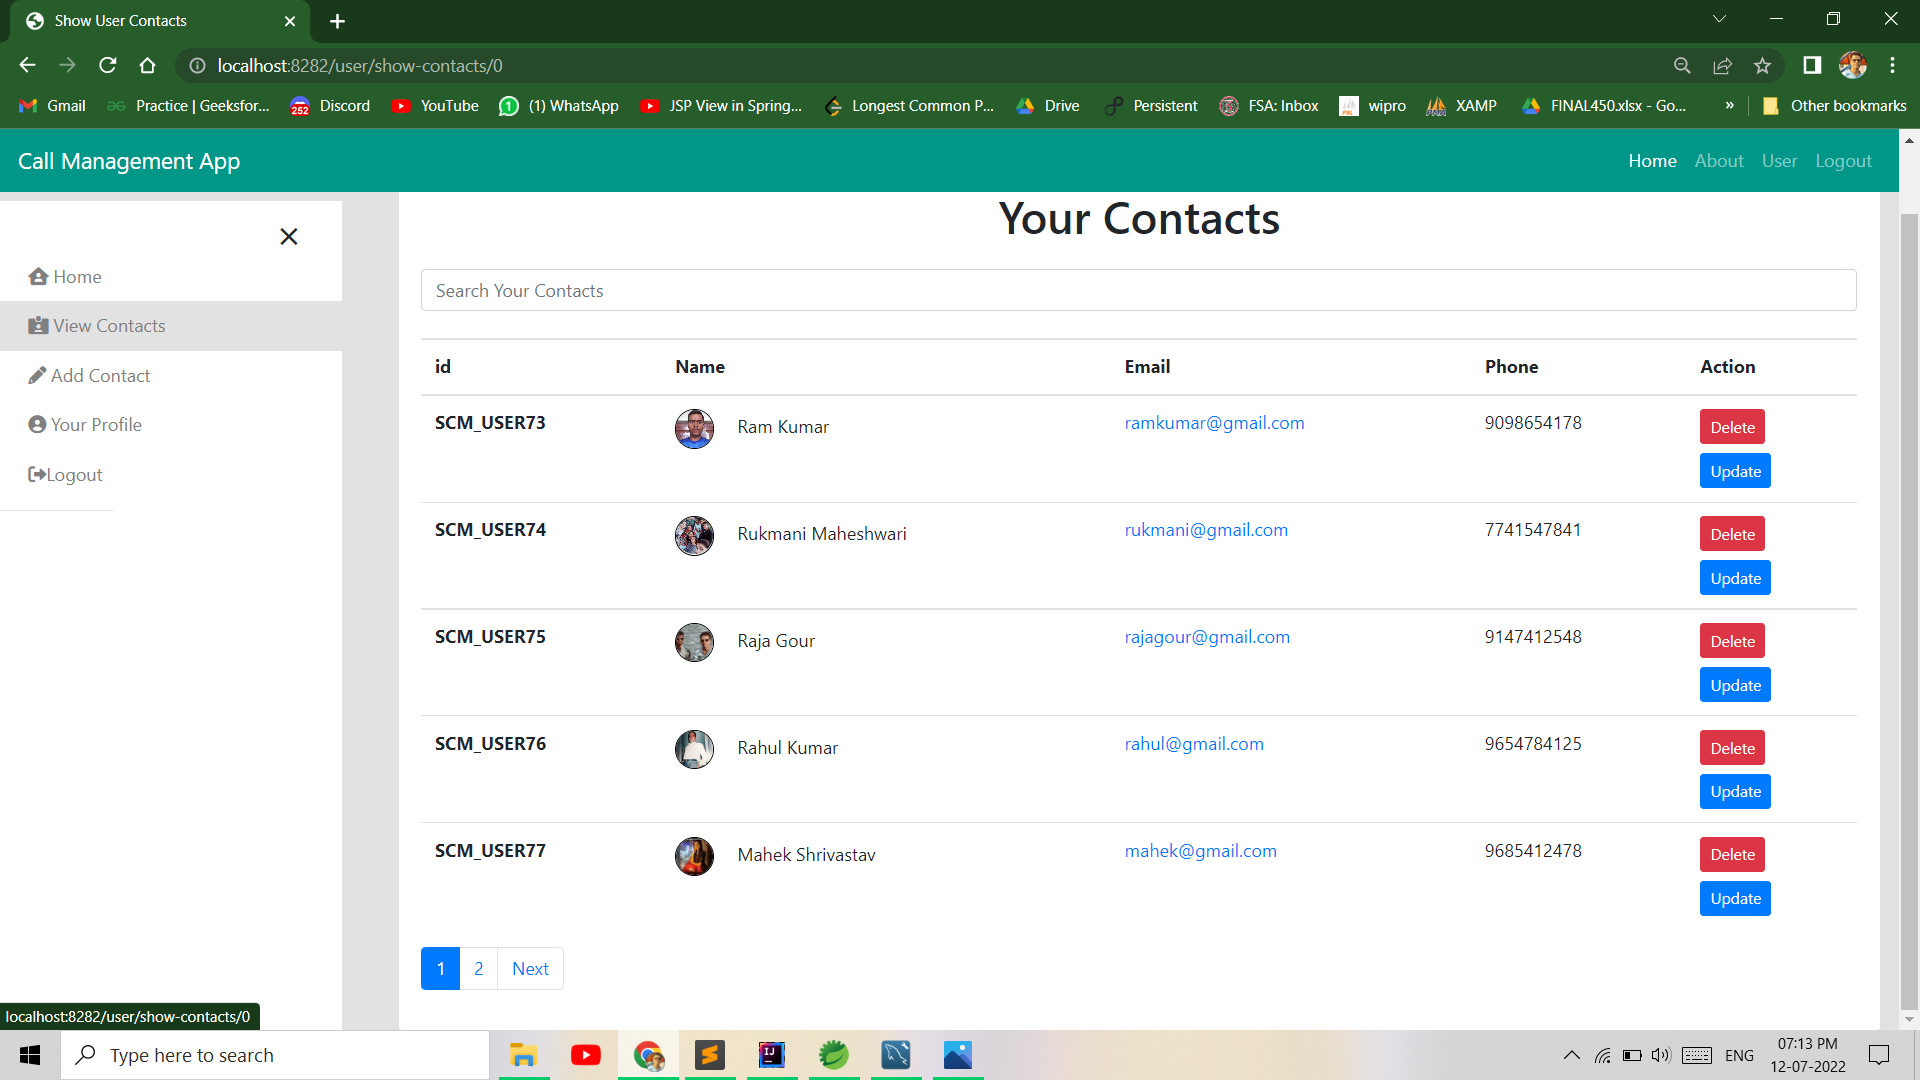 Show User Contacts
localhost:8282/user/show-contacts/0
Gmail Practice | Geeksfor... 252 Discord YouTube 1 (1) WhatsApp JSP View in Spring... Longest Common P... Drive Persistent FSA: Inbox wipro XAMP FINAL450.xlsx - Go... » Other bookmarks
Call Management App Home About User Logout
Your Contacts
Home
View Contacts
Add Contact
Your Profile
Logout
Search Your Contacts
id Name Email Phone Action
SCM_USER73 Ram Kumar ramkumar@gmail.com 9098654178 Delete
Update
SCM_USER74 Rukmani Maheshwari rukmani@gmail.com 7741547841 Delete
Update
SCM_USER75 Raja Gour rajagour@gmail.com 9147412548 Delete
Update
SCM_USER76 Rahul Kumar rahul@gmail.com 9654784125 Delete
Update
SCM_USER77 Mahek Shrivastav mahek@gmail.com 9685412478 Delete
Update
1 2 Next
localhost:8282/user/show-contacts/0
Type here to search IJ ENG 07:13 PM
12-07-2022